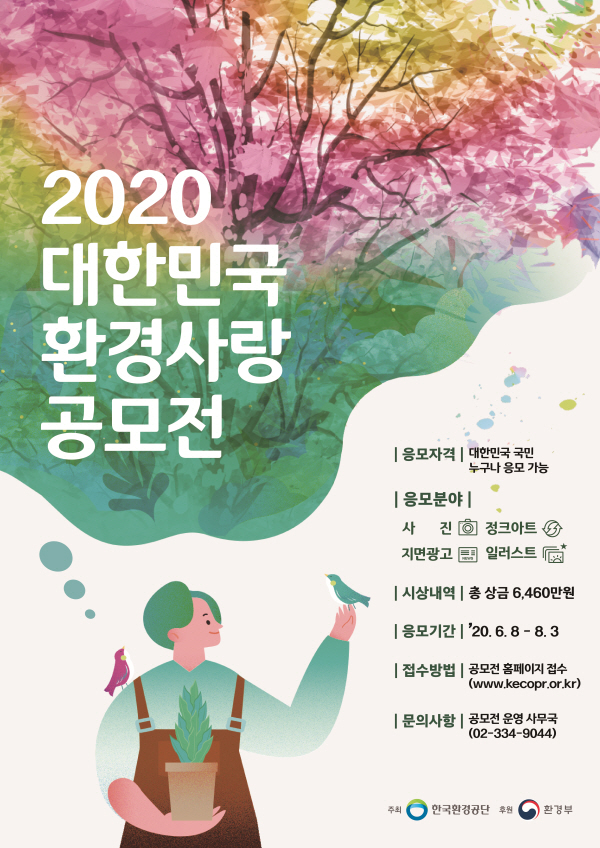 2020
대한민국
환경사랑
공모전
| 응모자격 | 대한민국 국민
누구나 응모 가능
| 응모분야 |
사 진 정크아트
지면광고 일러스트
| 시상내역 | 총 상금 6,460만원
| 응모기간 | '20. 6. 8 - 8. 3
| 접수방법 | 공모전 홈페이지 접수
(www.kecopr.or.kr)
| 문의사항 | 공모전 운영 사무국
(02-334-9044)
주최 한국환경공단 후원 환경부